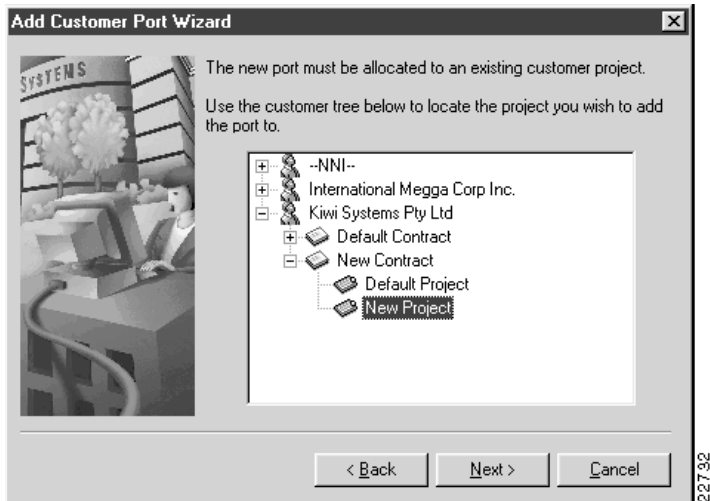 Add Customer Port Wizard
SYSTEMS
The new port must be allocated to an existing customer project.
Use the customer tree below to locate the project you wish to add
the port to.
--NNI--
International Megga Corp Inc.
Kiwi Systems Pty Ltd
Default Contract
New Contract
Default Project
New Project
< Back
Next >
Cancel
22732